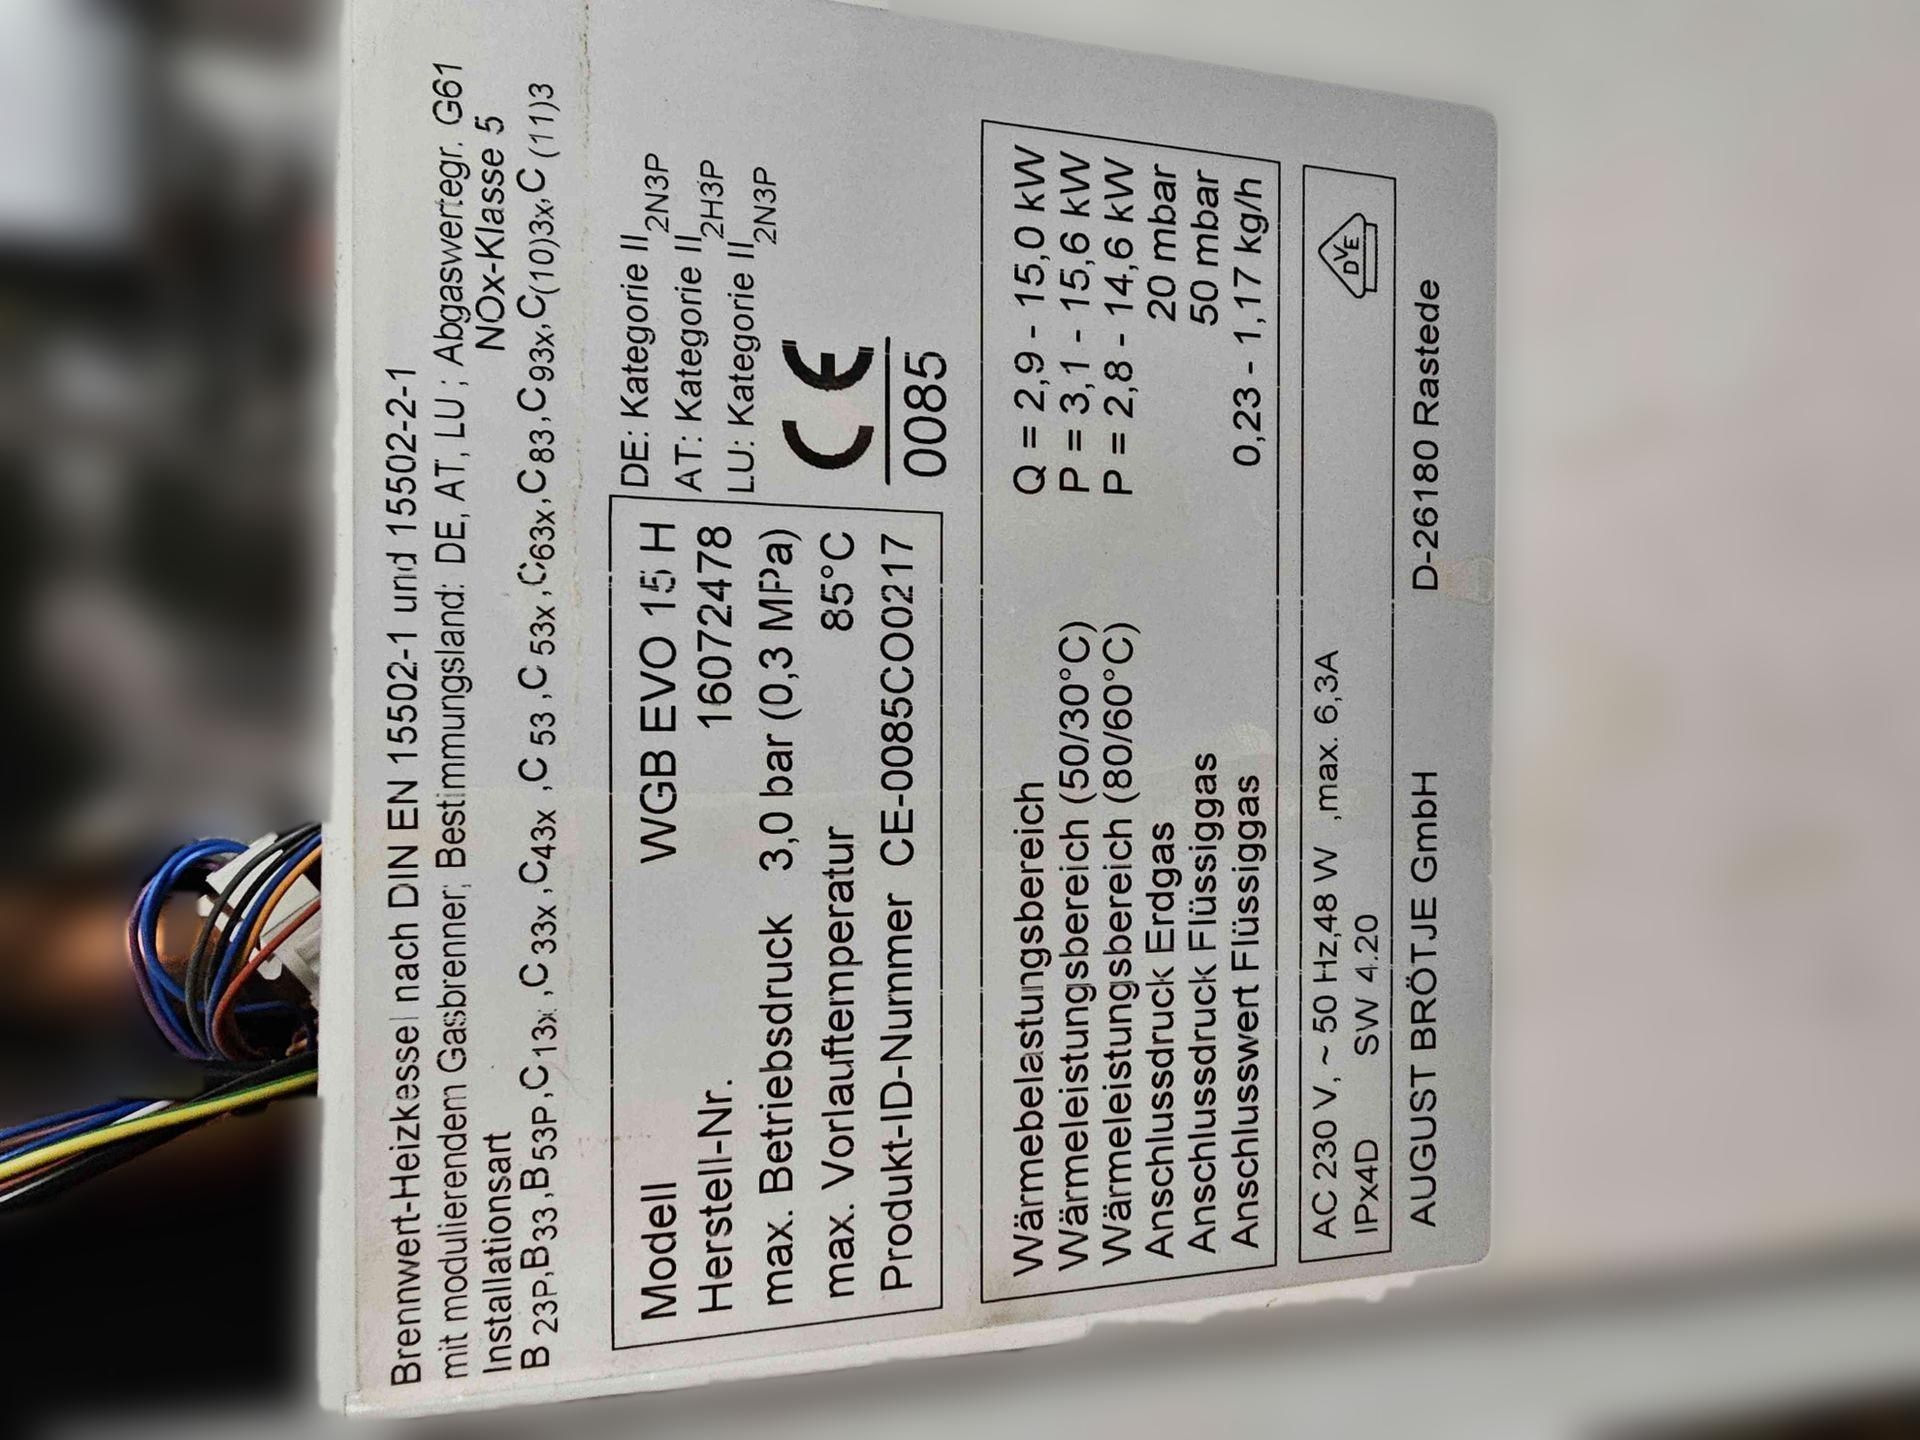 Brennwert-Heizkessel nach DIN EN 15502-1 und 15502-2-1
mit modulierendem Gasbrenner; Bestimmungsland: DE, AT, LU ; Abgaswertegr. G61
Installationsart NOx-Klasse 5
B23P,B33,B53P,C13x,C33x,C43x,C53,C53x,C63x,C83,C93x,C(10)3x,C(11)3
Modell WGB EVO 15 H
Herstell-Nr. 16072478
max. Betriebsdruck 3,0 bar (0,3 MPa)
max. Vorlauftemperatur 85°C
Produkt-ID-Nummer CE-0085CO0217
DE: Kategorie II2N3P
AT: Kategorie II2H3P
LU: Kategorie II2N3P
CE
0085
Wärmebelastungsbereich Q = 2,9 - 15,0 kW
Wärmeleistungsbereich (50/30°C) P = 3,1 - 15,6 kW
Wärmeleistungsbereich (80/60°C) P = 2,8 - 14,6 kW
Anschlussdruck Erdgas 20 mbar
Anschlussdruck Flüssiggas 50 mbar
Anschlusswert Flüssiggas 0,23 - 1,17 kg/h
AC 230 V, ~ 50 Hz,48 W ,max. 6,3A
IPx4D SW 4.20
DVE
AUGUST BRÖTJE GmbH D-26180 Rastede